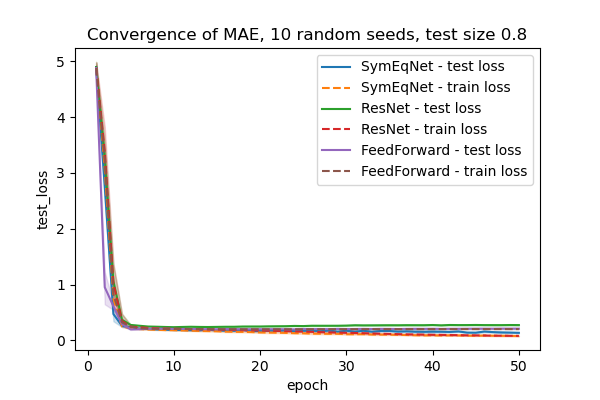 Convergence of MAE, 10 random seeds, test size 0.8
5
4
3
2
1
0
test_loss
SymEqNet - test loss
SymEqNet - train loss
ResNet - test loss
ResNet - train loss
FeedForward - test loss
FeedForward - train loss
0 10 20 30 40 50
epoch